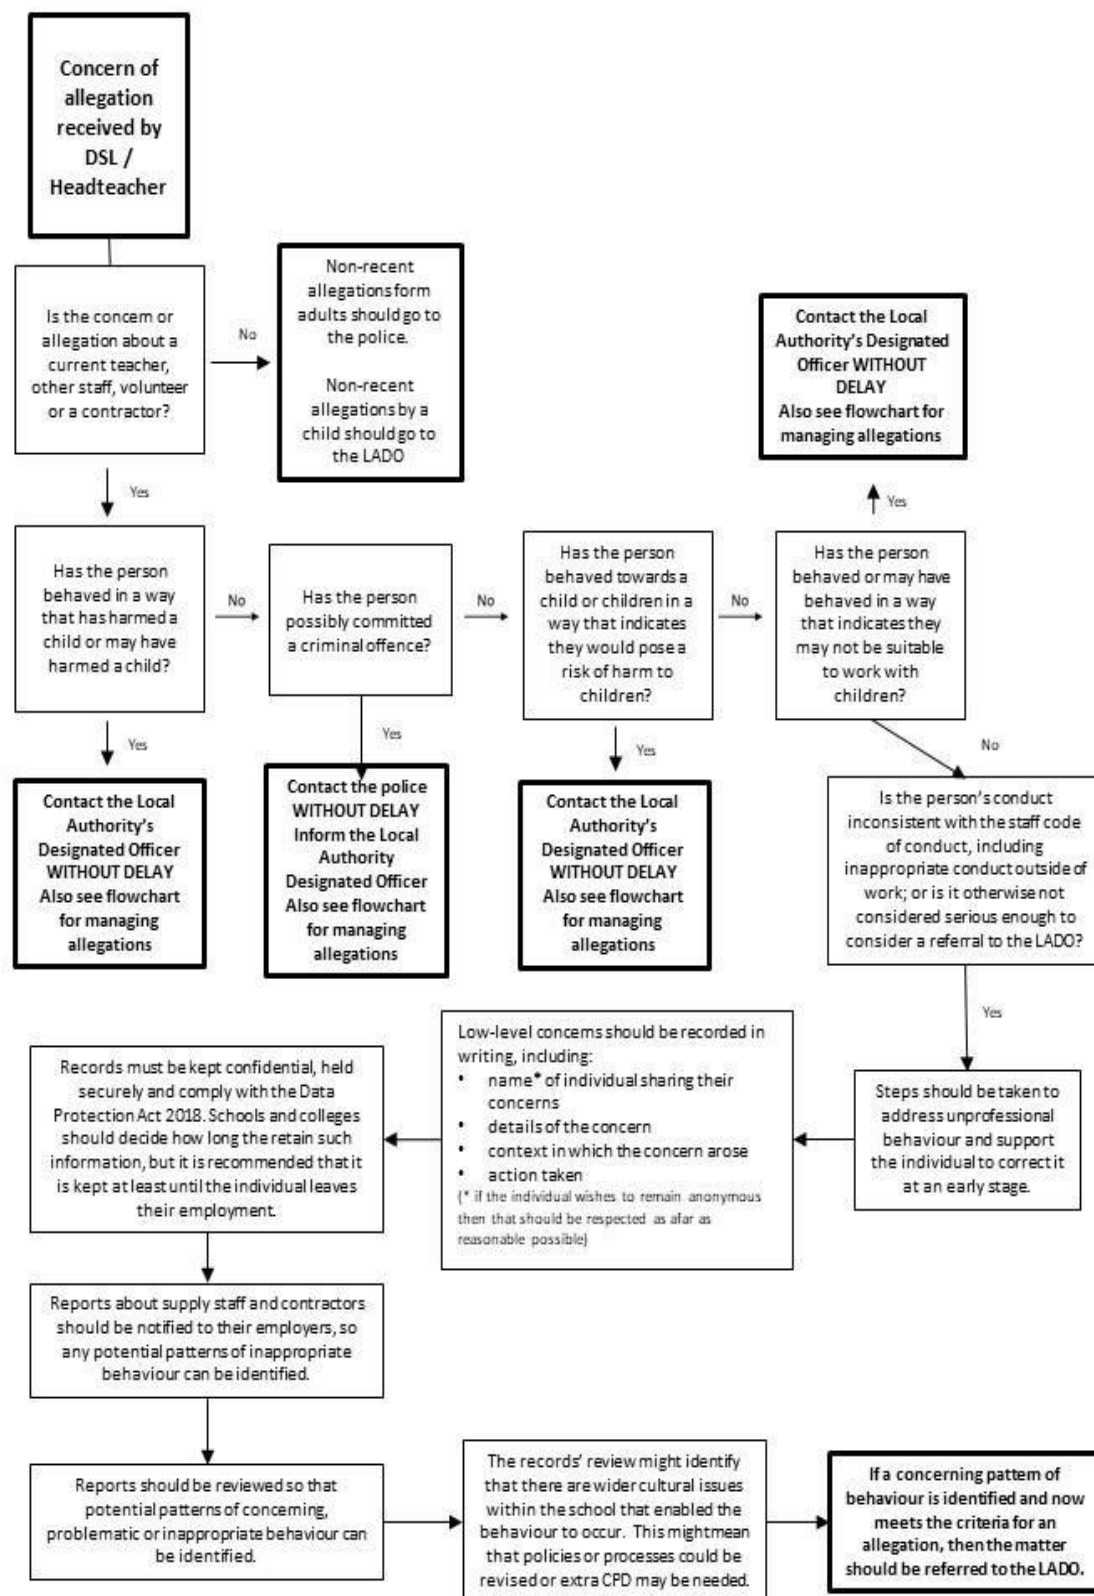 Concern of
allegation
received by
DSL /
Headteacher
Is the concern or
allegation about a
current teacher,
other staff, volunteer
or a contractor?
No
Non-recent
allegations form
adults should go to
the police.
Non-recent
allegations by a
child should go to
the LADO
Contact the Local
Authority's Designated
Officer WITHOUT
DELAY
Also see flowchart for
managing allegations
Yes
Yes
Has the person
behaved in a way
that has harmed a
child or may have
harmed a child?
No
Has the person
possibly committed
a criminal offence?
No
Has the person
behaved towards a
child or children in a
way that indicates
they would pose a
risk of harm to
children?
No
Has the person
behaved or may have
behaved in a way
that indicates they
may not be suitable
to work with
children?
Yes
Yes
Yes
No
Contact the Local
Authority's
Designated Officer
WITHOUT DELAY
Also see flowchart
for managing
allegations
Contact the police
WITHOUT DELAY
Inform the Local
Authority
Designated Officer
Also see flowchart
for managing
allegations
Contact the Local
Authority's
Designated Officer
WITHOUT DELAY
Also see flowchart
for managing
allegations
Is the person's conduct
inconsistent with the staff code
of conduct, including
inappropriate conduct outside of
work; or is it otherwise not
considered serious enough to
consider a referral to the LADO?
Yes
Steps should be taken to
address unprofessional
behaviour and support
the individual to correct it
at an early stage.
Low-level concerns should be recorded in
writing, including:
• name* of individual sharing their
concerns
• details of the concern
• context in which the concern arose
• action taken
(* if the individual wishes to remain anonymous
then that should be respected as afar as
reasonable possible)
Records must be kept confidential, held
securely and comply with the Data
Protection Act 2018. Schools and colleges
should decide how long the retain such
information, but it is recommended that it
is kept at least until the individual leaves
their employment.
Reports about supply staff and contractors
should be notified to their employers, so
any potential patterns of inappropriate
behaviour can be identified.
Reports should be reviewed so that
potential patterns of concerning,
problematic or inappropriate behaviour can
be identified.
The records' review might identify
that there are wider cultural issues
within the school that enabled the
behaviour to occur. This might mean
that policies or processes could be
revised or extra CPD may be needed.
If a concerning pattern of
behaviour is identified and now
meets the criteria for an
allegation, then the matter
should be referred to the LADO.